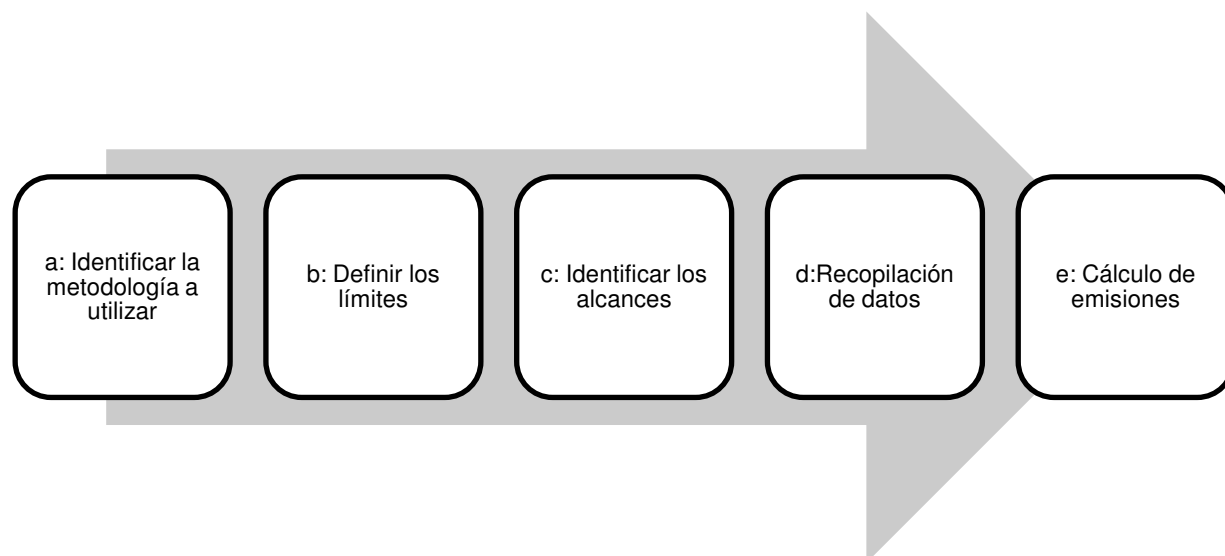 a: Identificar la
metodología a
utilizar
b: Definir los
límites
c: Identificar los
alcances
d:Recopilación
de datos
e: Cálculo de
emisiones